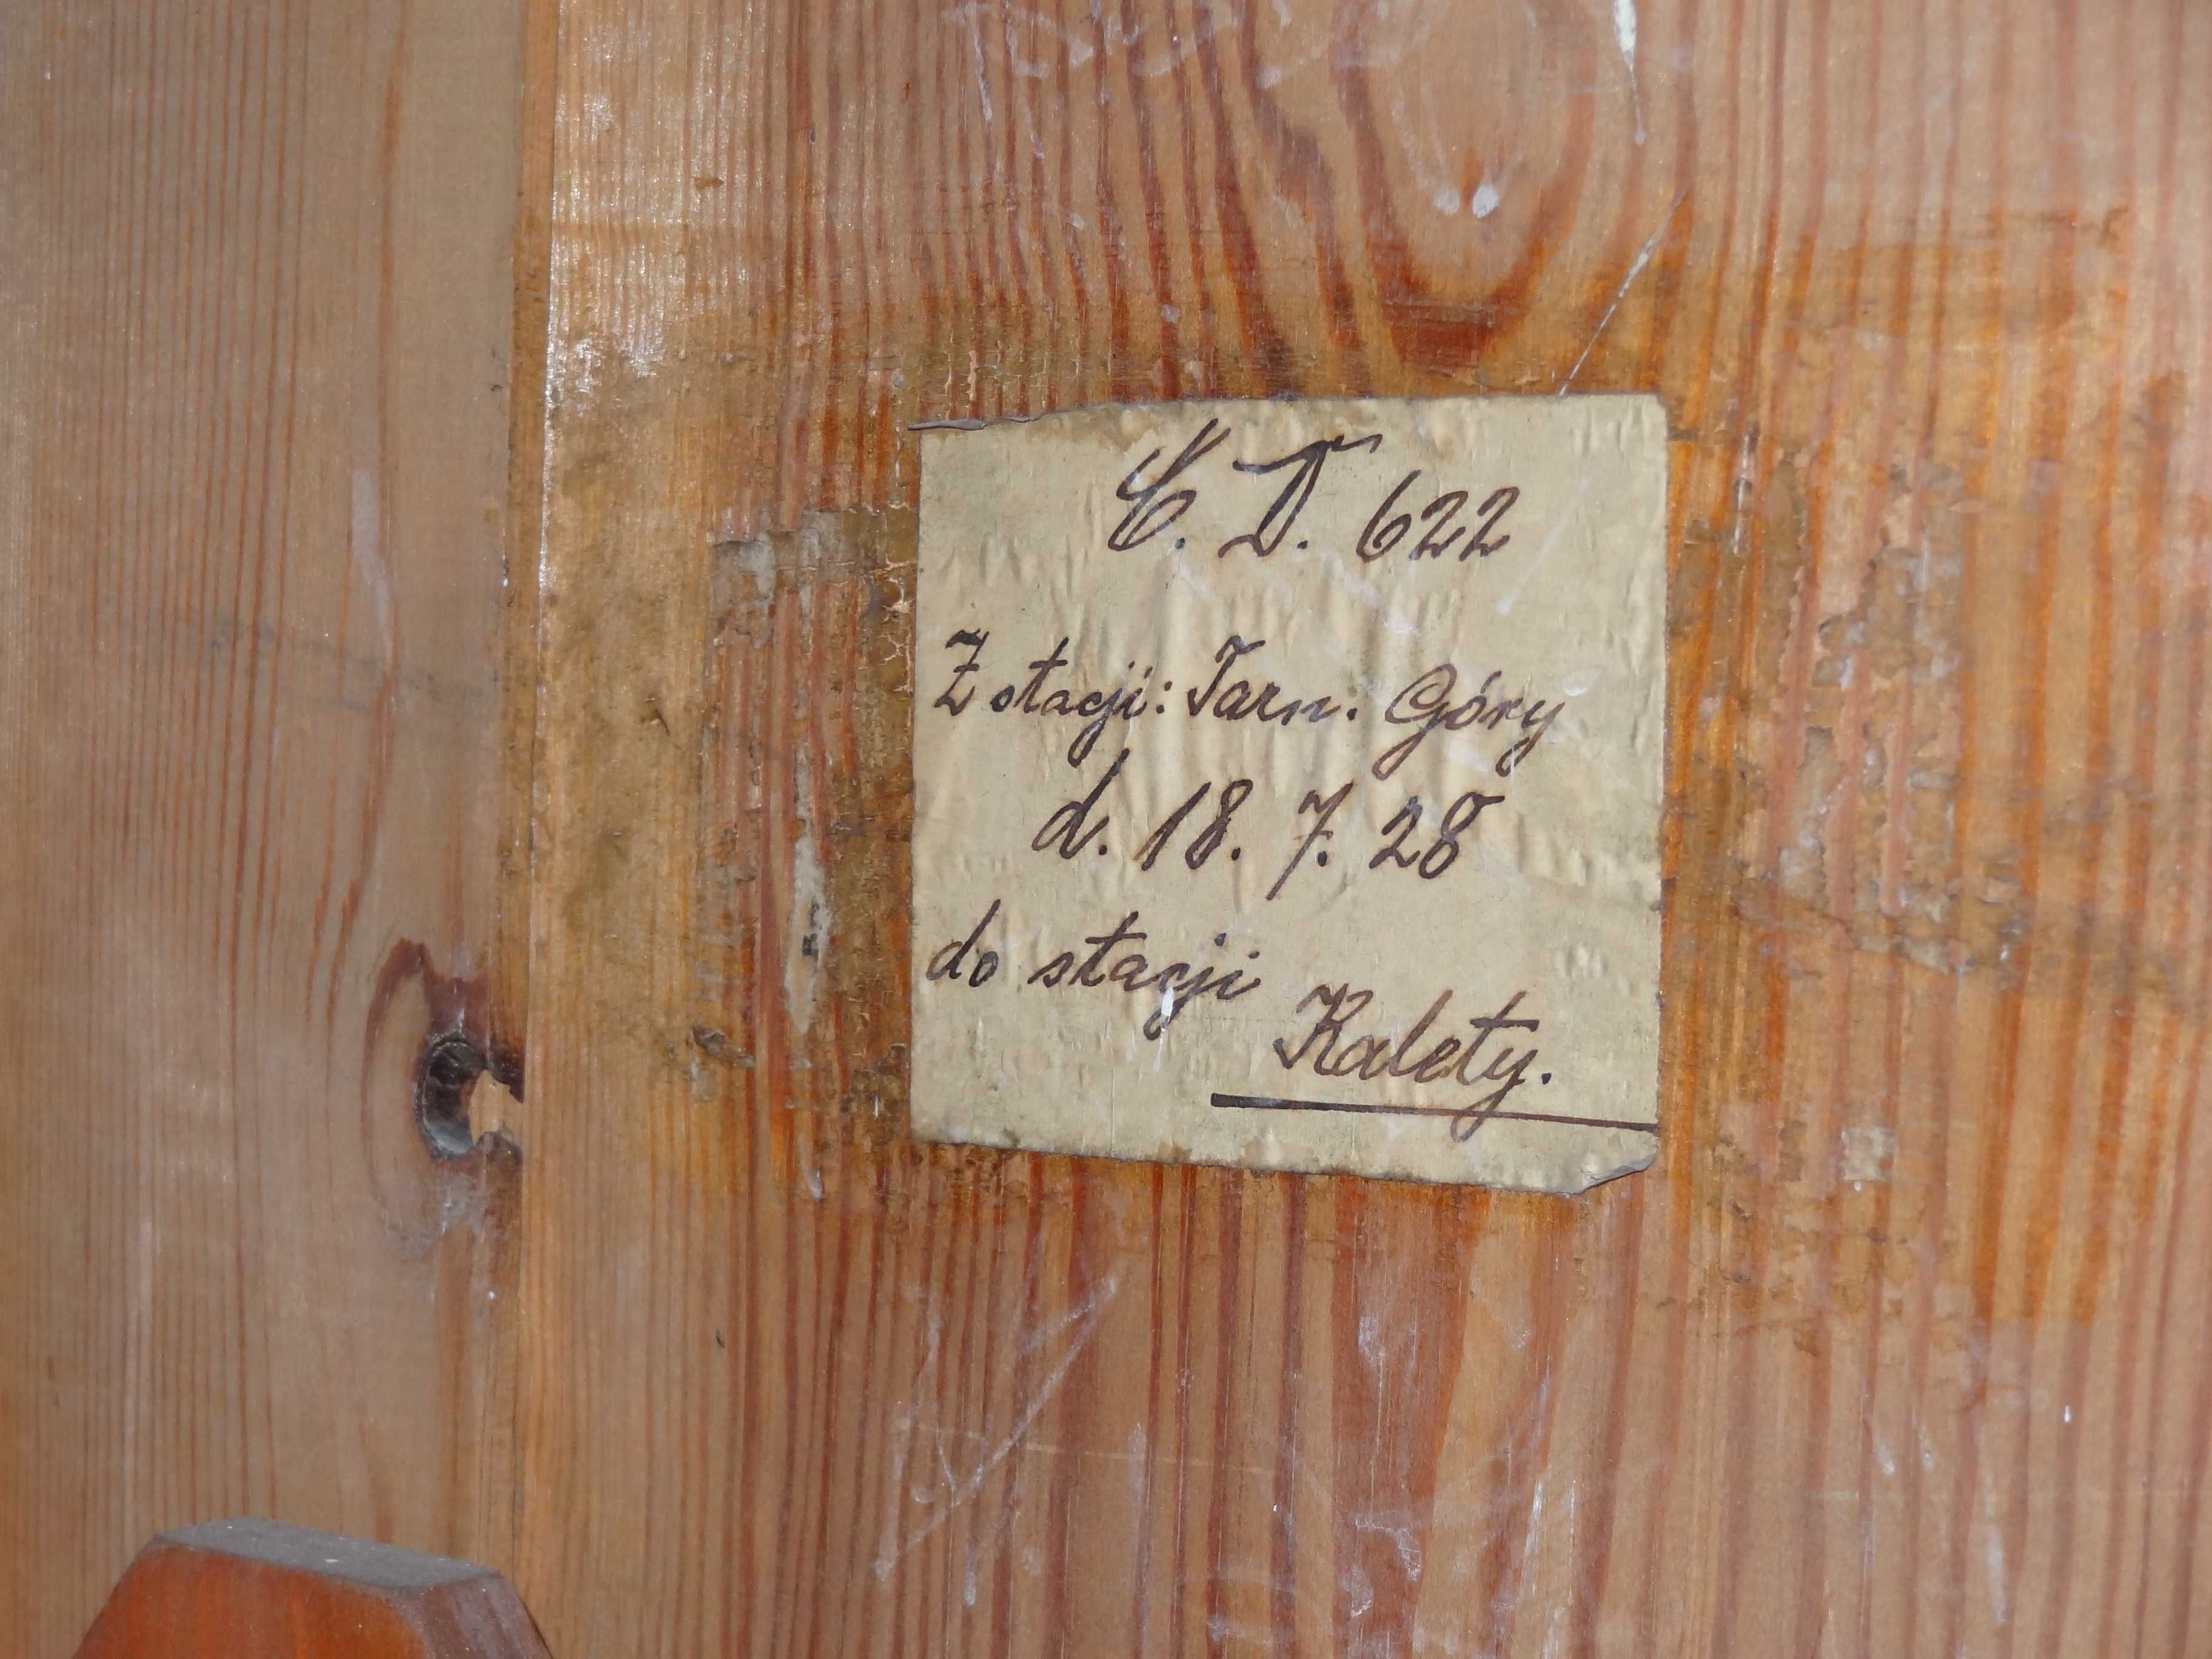 C. D. 622
Z stacji: Tarn. Góry
d. 18. 7. 28
do stacji
Kalety.